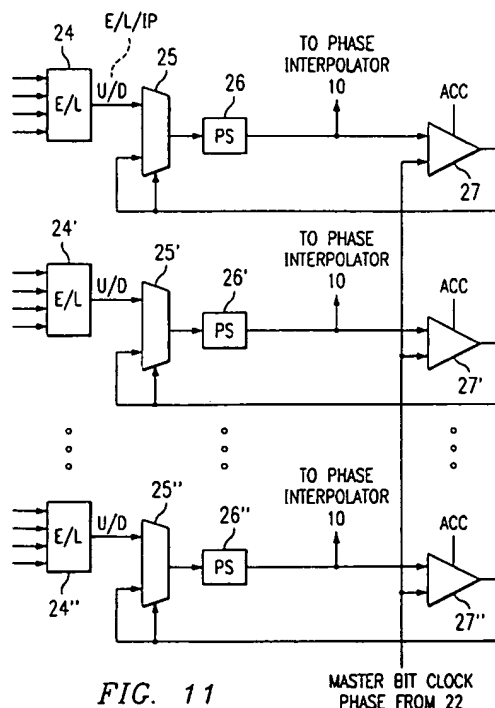 E/L/IP
24
25
U/D
E/L
26
PS
TO PHASE
INTERPOLATOR
10
ACC
27
24'
25'
U/D
E/L
26'
PS
TO PHASE
INTERPOLATOR
10
ACC
27'
25"
U/D
E/L
24"
26"
PS
TO PHASE
INTERPOLATOR
10
ACC
27"
FIG. 11
MASTER BIT CLOCK
PHASE FROM 22